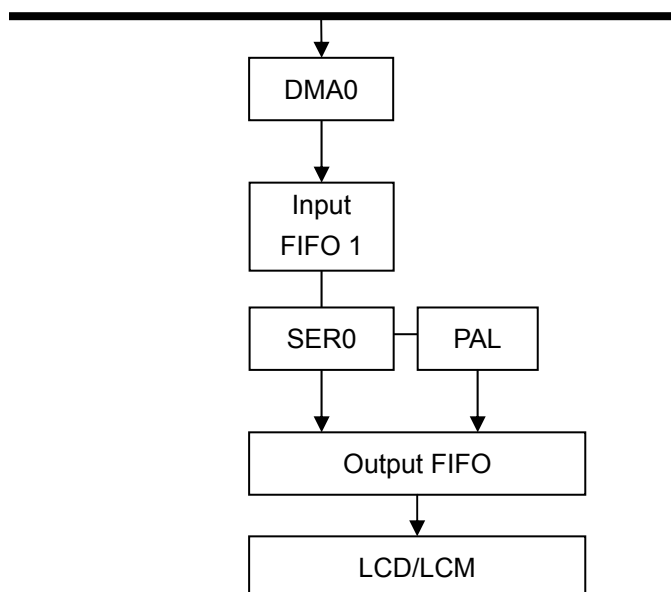 DMA0
Input
FIFO 1
SER0
PAL
Output FIFO
LCD/LCM